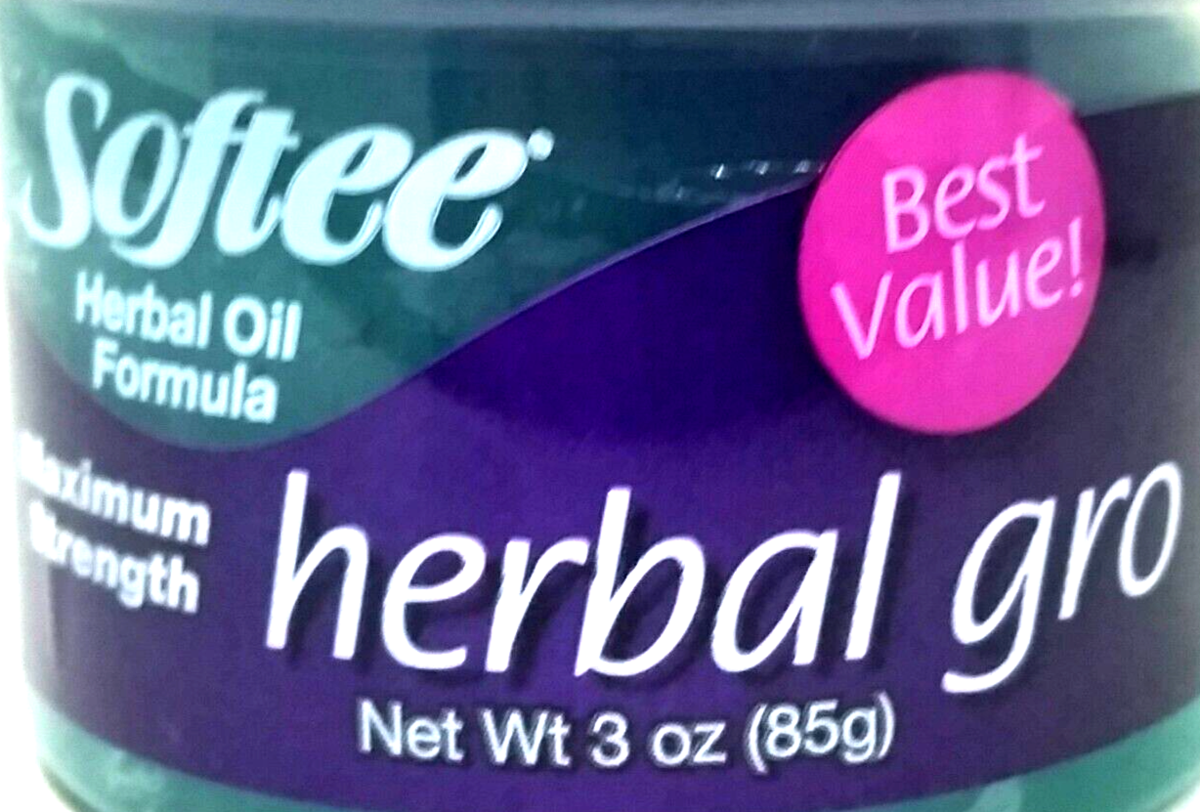 Softee
Herbal Oil
Formula
Best
Value!
Maximum
Strength
herbal gro
Net Wt 3 oz (85g)